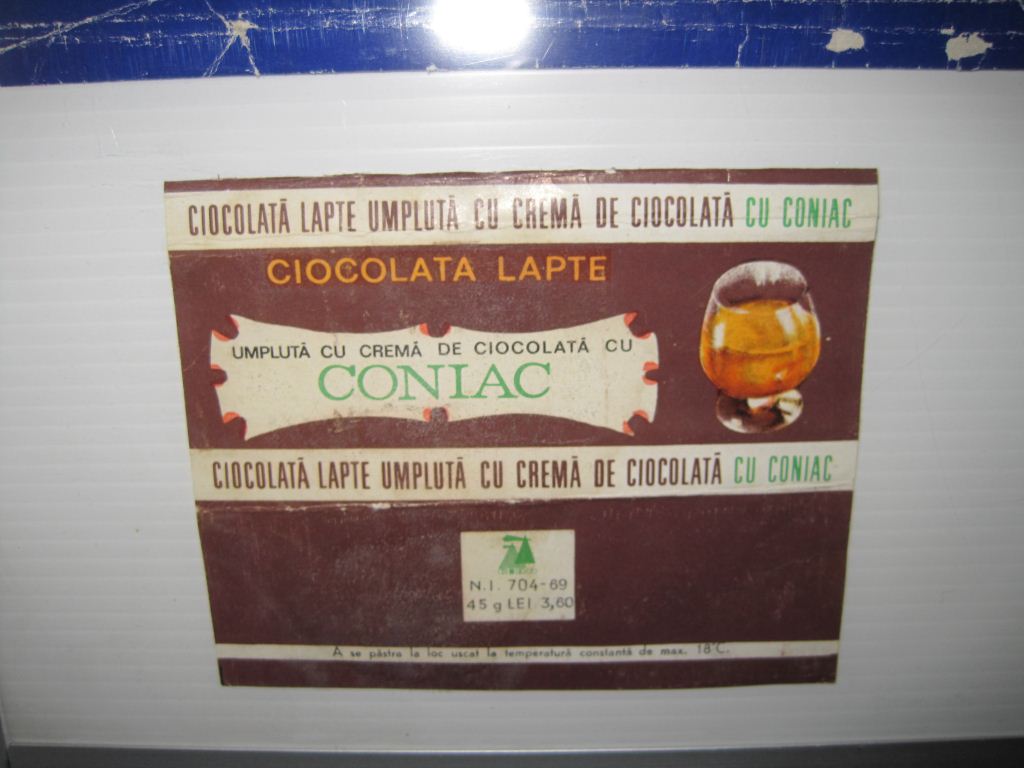 CIOCOLATĂ LAPTE UMPLUTĂ CU CREMĂ DE CIOCOLATĂ CU CONIAC
CIOCOLATA LAPTE
UMPLUTĂ CU CREMĂ DE CIOCOLATĂ CU
CONIAC
CIOCOLATĂ LAPTE UMPLUTĂ CU CREMĂ DE CIOCOLATĂ CU CONIAC
N.I. 704-69
45 g LEI 3,60
A se păstra la loc uscat la temperatură constantă de max. 18°C.